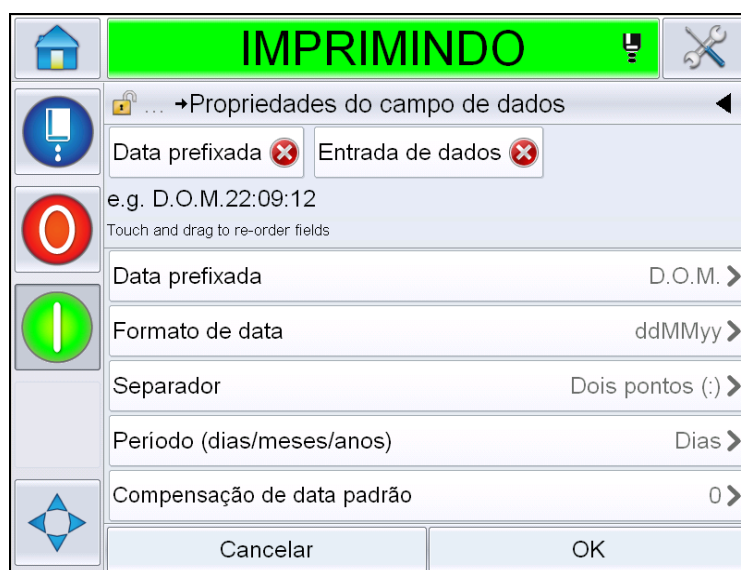 IMPRIMINDO
... →Propriedades do campo de dados
Data prefixada Entrada de dados
e.g. D.O.M.22:09:12
Touch and drag to re-order fields
Data prefixada D.O.M.
Formato de data ddMMyy
Separador Dois pontos (:)
Período (dias/meses/anos) Dias
Compensação de data padrão 0
Cancelar OK